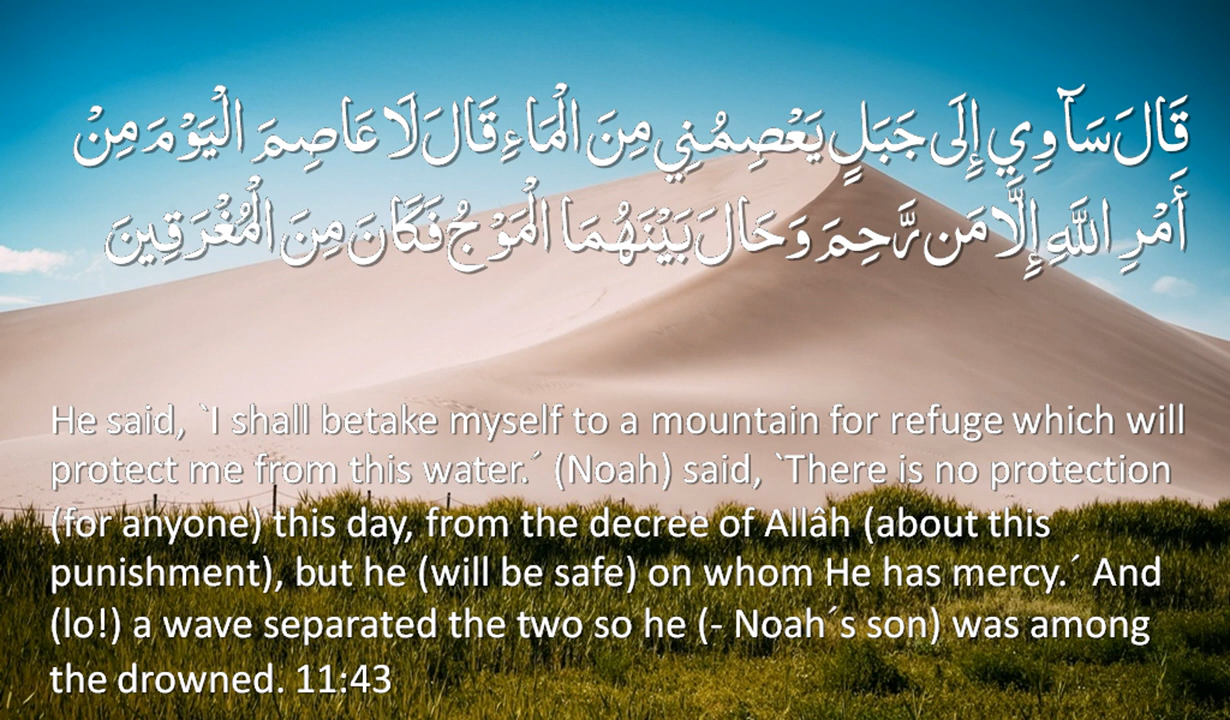 قَالَ سَآوِي إِلَى جَبَلٍ يَعْصِمُنِي مِنَ الْمَاءِ قَالَ لَا عَاصِمَ الْيَوْمَ مِنْ
أَمْرِ اللَّهِ إِلَّا مَن رَّحِمَ وَحَالَ بَيْنَهُمَا الْمَوْجُ فَكَانَ مِنَ الْمُغْرَقِينَ
He said, `I shall betake myself to a mountain for refuge which will
protect me from this water.´ (Noah) said, `There is no protection
(for anyone) this day, from the decree of Allâh (about this
punishment), but he (will be safe) on whom He has mercy.´ And
(lo!) a wave separated the two so he (- Noah´s son) was among
the drowned. 11:43